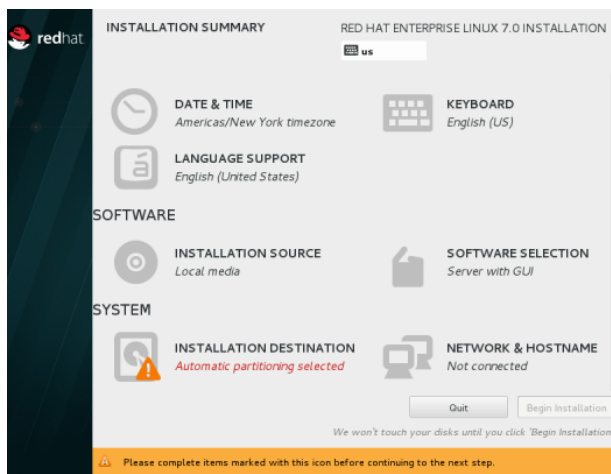 redhat
INSTALLATION SUMMARY
RED HAT ENTERPRISE LINUX 7.0 INSTALLATION
us
DATE & TIME
Americas/New York timezone
KEYBOARD
English (US)
á
LANGUAGE SUPPORT
English (United States)
SOFTWARE
INSTALLATION SOURCE
Local media
SOFTWARE SELECTION
Server with GUI
SYSTEM
INSTALLATION DESTINATION
Automatic partitioning selected
NETWORK & HOSTNAME
Not connected
Quit
Begin Installation
We won't touch your disks until you click 'Begin Installation
Please complete items marked with this icon before continuing to the next step.